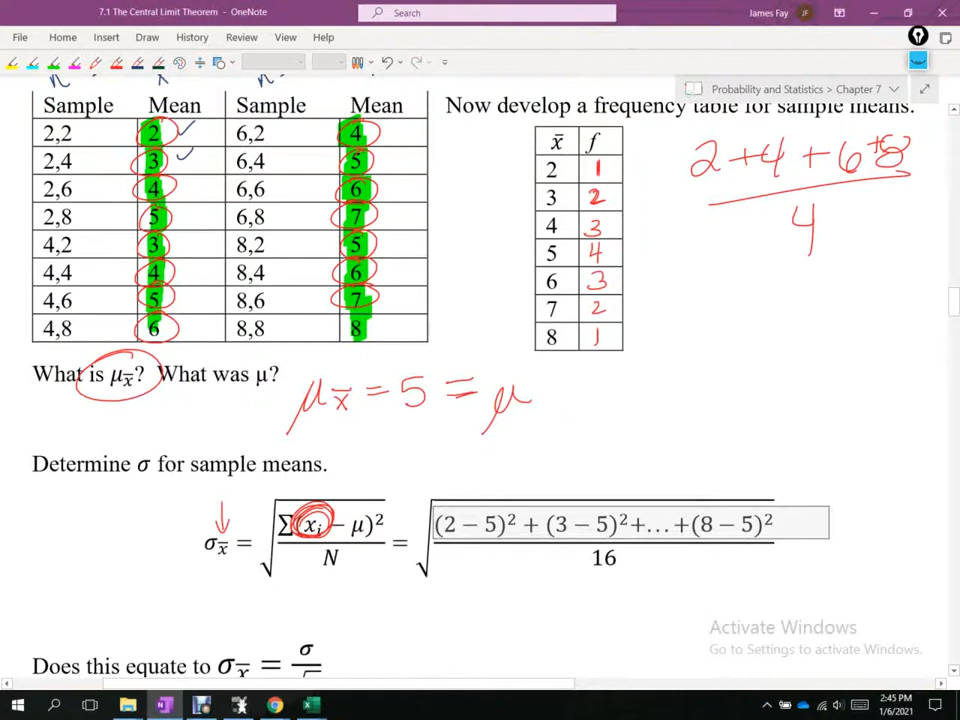 7.1 The Central Limit Theorem - OneNote
Search
James Fay
JF
File Home Insert Draw View History Review View Help
Probability and Statistics > Chapter 7
Sample Mean Sample Mean
2,2 2 6,2 4
2,4 3 6,4 5
2,6 4 6,6 6
2,8 5 6,8 7
4,2 3 8,2 5
4,4 4 8,4 6
4,6 5 8,6 7
4,8 6 8,8 8
Now develop a frequency table for sample means.
x̄ f
2 1
3 2
4 3
5 4
6 3
7 2
8 1
2+4+6+8
4
What is μx̄? What was μ?
μx̄ = 5 = μ
Determine σ for sample means.
σx̄ = √(Σ(xᵢ − μ)² / N) = √((2 − 5)² + (3 − 5)²+…+(8 − 5)² / 16)
Does this equate to σx̄ = σ/√
Activate Windows
Go to Settings to activate Windows.
2:45 PM
1/6/2021